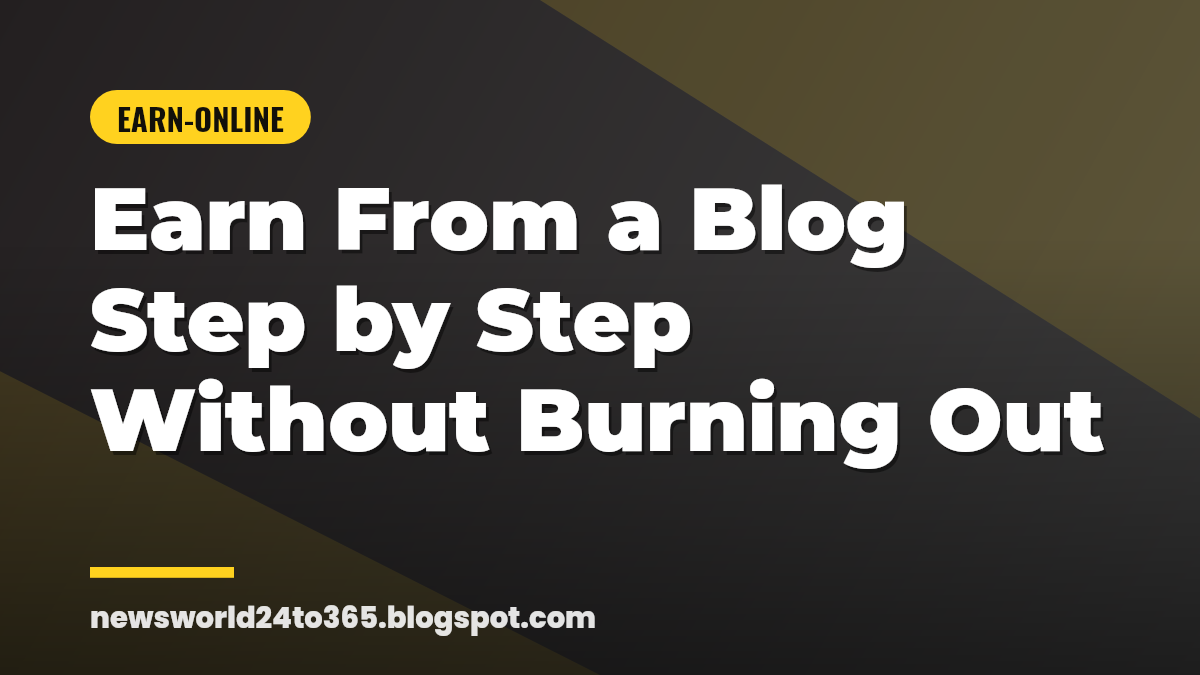 EARN-ONLINE
Earn From a Blog
Step by Step
Without Burning Out
newsworld24to365.blogspot.com